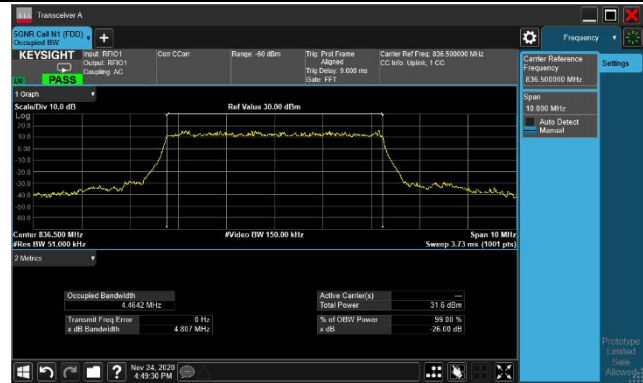 Transceiver A
5GNR Call N1 (FDD)
Occupied BW
Frequency
KEYSIGHT
PASS
Input: RFIO1
Output: RFIO1
Coupling: AC
Corr CCorr
Range: -60 dBm
Trig: Prot Frame
Aligned
Trig Delay: 9.000 ms
Gate: FFT
Carrier Ref Freq: 836.500000 MHz
CC Info: Uplink, 1 CC
Carrier Reference
Frequency
836.500000 MHz
Settings
Span
10.000 MHz
Auto Detect
Manual
1 Graph
Scale/Div 10.0 dB
Ref Value 30.00 dBm
Log
20.0
10.0
0.00
-10.0
-20.0
-30.0
-40.0
-50.0
-60.0
Center 836.500 MHz
#Video BW 150.00 kHz
Span 10 MHz
#Res BW 51.000 kHz
Sweep 3.73 ms (1001 pts)
2 Metrics
Occupied Bandwidth
4.4642 MHz
Active Carrier(s)
---
Total Power
31.6 dBm
Transmit Freq Error
0 Hz
% of OBW Power
99.00 %
x dB Bandwidth
4.807 MHz
x dB
-26.00 dB
Nov 24, 2020
4:49:30 PM
Prototype
Limited
Sale
Allowed